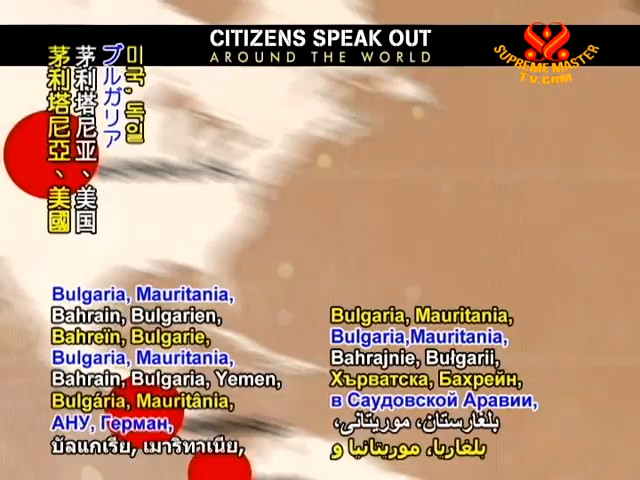 CITIZENS SPEAK OUT
AROUND THE WORLD
SUPREME MASTER
TV.COM
미국, 독일
ブルガリア
茅利塔尼亚、美国
茅利塔尼亞、美國
Bulgaria, Mauritania,
Bahrain, Bulgarien,
Bahreïn, Bulgarie,
Bulgaria, Mauritania,
Bahrain, Bulgaria, Yemen,
Bulgária, Mauritânia,
АНУ, Герман,
บัลแกเรีย, เมาริทาเนีย,
Bulgaria, Mauritania,
Bulgaria,Mauritania,
Bahrajnie, Bułgarii,
Хърватска, Бахрейн,
в Саудовской Аравии,
بلغارستان، موریتانی،
بلغاريا، موريتانيا و